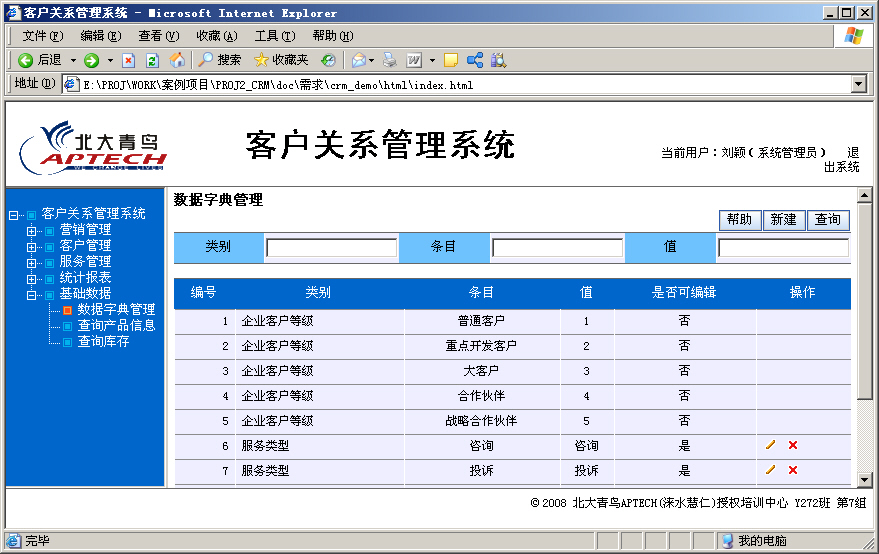 客户关系管理系统 - Microsoft Internet Explorer
文件(F) 编辑(E) 查看(V) 收藏(A) 工具(T) 帮助(H)
后退 搜索 收藏夹
地址(D) E:\PROJ\WORK\案例项目\PROJ2_CRM\doc\需求\crm_demo\html\index.html
北大青鸟
APTECH
WE CHANGE LIVES
客户关系管理系统
当前用户：刘颖(系统管理员) 退
出系统
客户关系管理系统
营销管理
客户管理
服务管理
统计报表
基础数据
数据字典管理
查询产品信息
查询库存
数据字典管理
帮助 新建 查询
类别 条目 值
编号 类别 条目 值 是否可编辑 操作
1 企业客户等级 普通客户 1 否
2 企业客户等级 重点开发客户 2 否
3 企业客户等级 大客户 3 否
4 企业客户等级 合作伙伴 4 否
5 企业客户等级 战略合作伙伴 5 否
6 服务类型 咨询 咨询 是
7 服务类型 投诉 投诉 是
©2008 北大青鸟APTECH(涞水慧仁)授权培训中心 Y272班 第7组
完毕 我的电脑